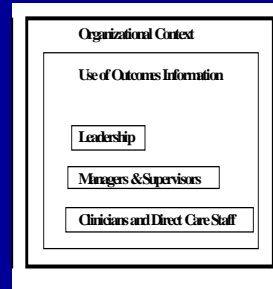 Organizational Context
Use of Outcomes Information
Leadership
Managers & Supervisors
Clinicians and Direct Care Staff